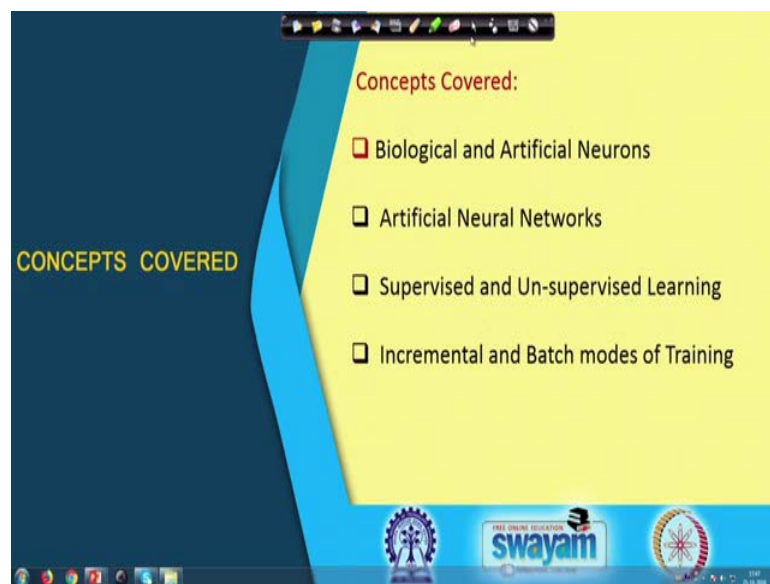 Concepts Covered:
Biological and Artificial Neurons
Artificial Neural Networks
CONCEPTS COVERED
Supervised and Un-supervised Learning
Incremental and Batch modes of Training
FREE ONLINE EDUCATION
swayam